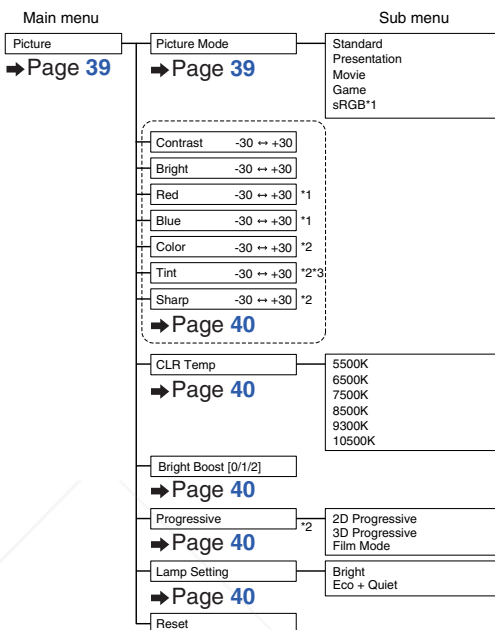 Main menu
Sub menu
Picture
➡Page 39
Picture Mode
➡Page 39
Standard
Presentation
Movie
Game
sRGB*1
Contrast -30 ↔ +30
Bright -30 ↔ +30
Red -30 ↔ +30 *1
Blue -30 ↔ +30 *1
Color -30 ↔ +30 *2
Tint -30 ↔ +30 *2*3
Sharp -30 ↔ +30 *2
➡Page 40
CLR Temp
➡Page 40
5500K
6500K
7500K
8500K
9300K
10500K
Bright Boost [0/1/2]
➡Page 40
Progressive *2
➡Page 40
2D Progressive
3D Progressive
Film Mode
Lamp Setting
➡Page 40
Bright
Eco + Quiet
Reset